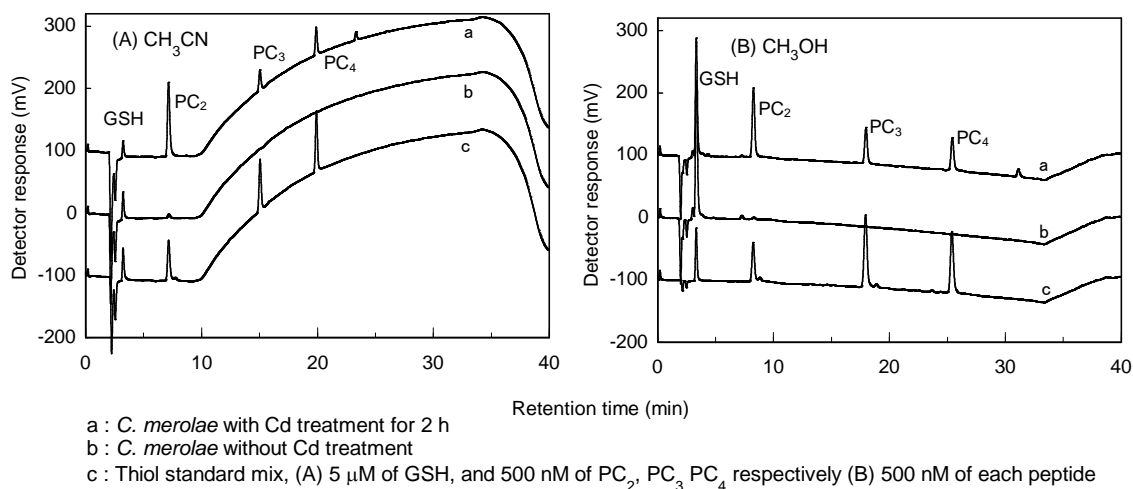 (A) CH₃CN
300
200
100
0
-100
-200
Detector response (mV)
GSH
PC₂
PC₃
PC₄
a
b
c
0
10
20
30
40
(B) CH₃OH
300
200
100
0
-100
-200
Detector response (mV)
GSH
PC₂
PC₃
PC₄
a
b
c
0
10
20
30
40
Retention time (min)
a : C. merolae with Cd treatment for 2 h
b : C. merolae without Cd treatment
c : Thiol standard mix, (A) 5 μM of GSH, and 500 nM of PC₂, PC₃ PC₄ respectively (B) 500 nM of each peptide